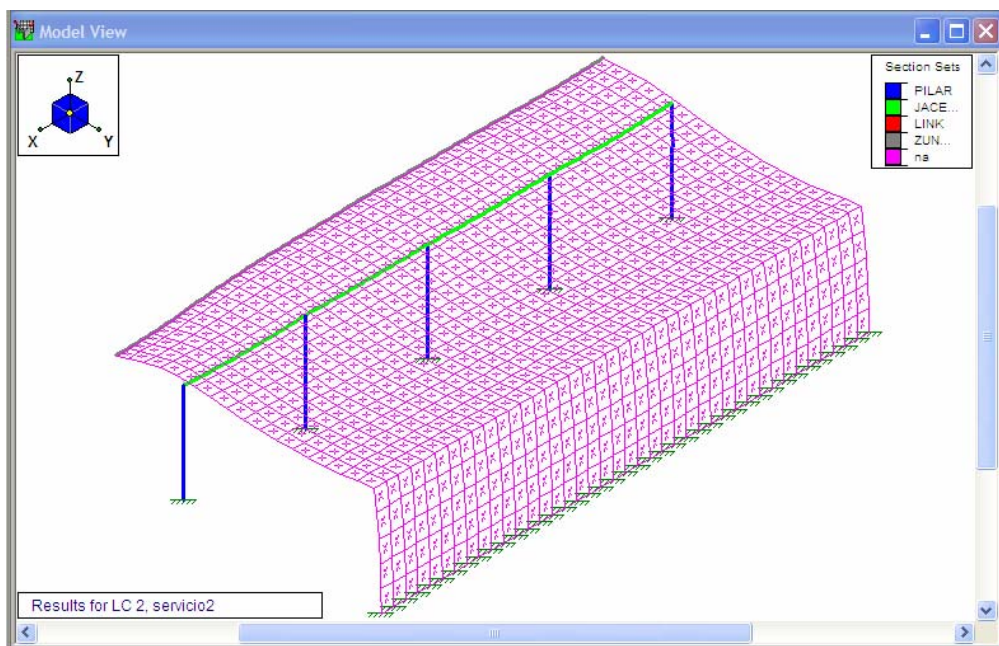 Model View
Z
X
Y
Section Sets
PILAR
JACE...
LINK
ZUN...
na
Results for LC 2, servicio2